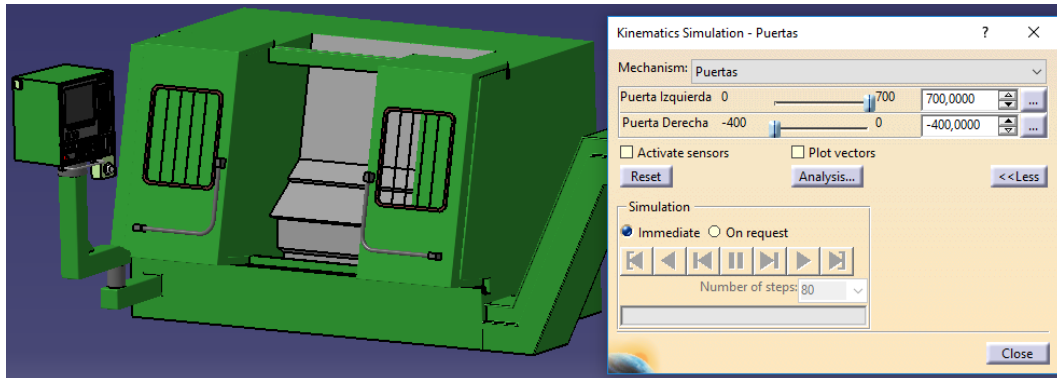 Kinematics Simulation - Puertas ? ×
Mechanism: Puertas
Puerta Izquierda 0 700 700,0000 ...
Puerta Derecha -400 0 -400,0000 ...
Activate sensors Plot vectors
Reset Analysis... <<Less
Simulation
Immediate On request
Number of steps: 80
Close